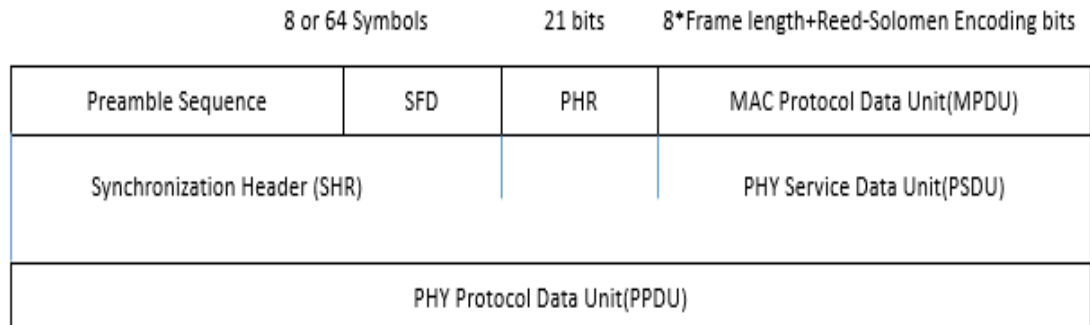 8 or 64 Symbols 21 bits 8*Frame length+Reed-Solomen Encoding bits
Preamble Sequence SFD PHR MAC Protocol Data Unit(MPDU)
Synchronization Header (SHR) PHY Service Data Unit(PSDU)
PHY Protocol Data Unit(PPDU)